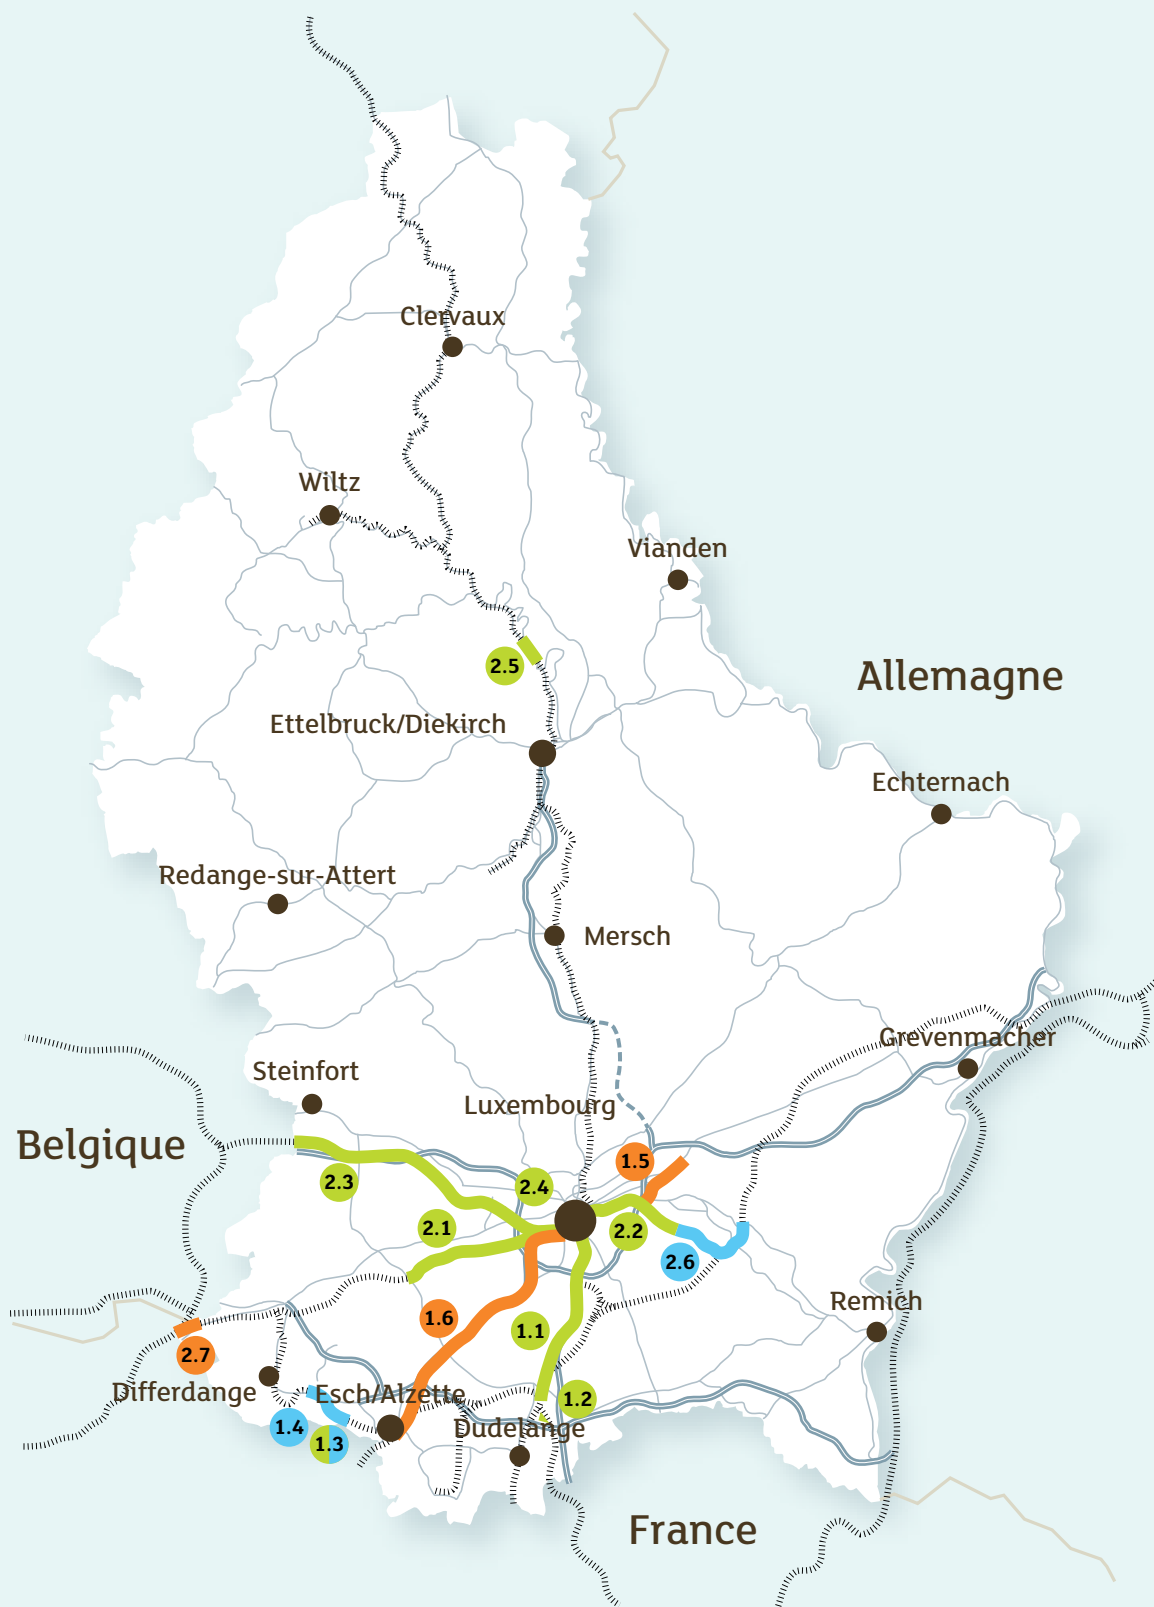 Clervaux
Wiltz
Vianden
2.5
Allemagne
Ettelbruck/Diekirch
Echternach
Redange-sur-Attert
Mersch
Grevenmacher
Steinfort
Luxembourg
Belgique
1.5
2.3
2.4
2.1
2.2
2.6
Remich
1.6
1.1
2.7
Differdange
Esch/Alzette
1.2
1.4
1.3
Dudelange
France